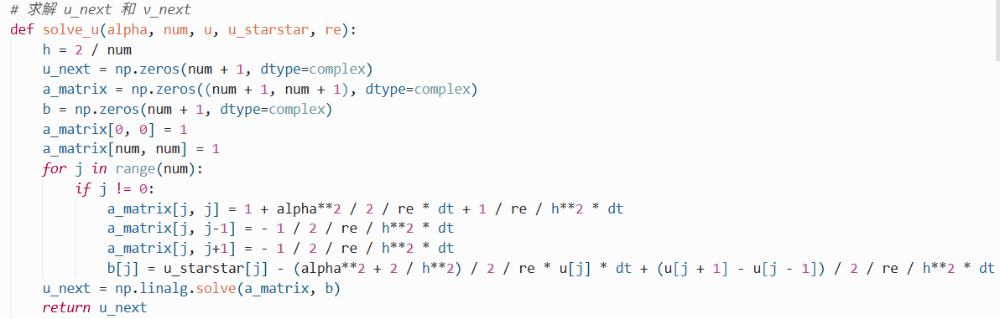 # 求解 u_next 和 v_next
def solve_u(alpha, num, u, u_starstar, re):
    h = 2 / num
    u_next = np.zeros(num + 1, dtype=complex)
    a_matrix = np.zeros((num + 1, num + 1), dtype=complex)
    b = np.zeros(num + 1, dtype=complex)
    a_matrix[0, 0] = 1
    a_matrix[num, num] = 1
    for j in range(num):
        if j != 0:
            a_matrix[j, j] = 1 + alpha**2 / 2 / re * dt + 1 / re / h**2 * dt
            a_matrix[j, j-1] = - 1 / 2 / re / h**2 * dt
            a_matrix[j, j+1] = - 1 / 2 / re / h**2 * dt
            b[j] = u_starstar[j] - (alpha**2 + 2 / h**2) / 2 / re * u[j] * dt + (u[j + 1] - u[j - 1]) / 2 / re / h**2 * dt
    u_next = np.linalg.solve(a_matrix, b)
    return u_next